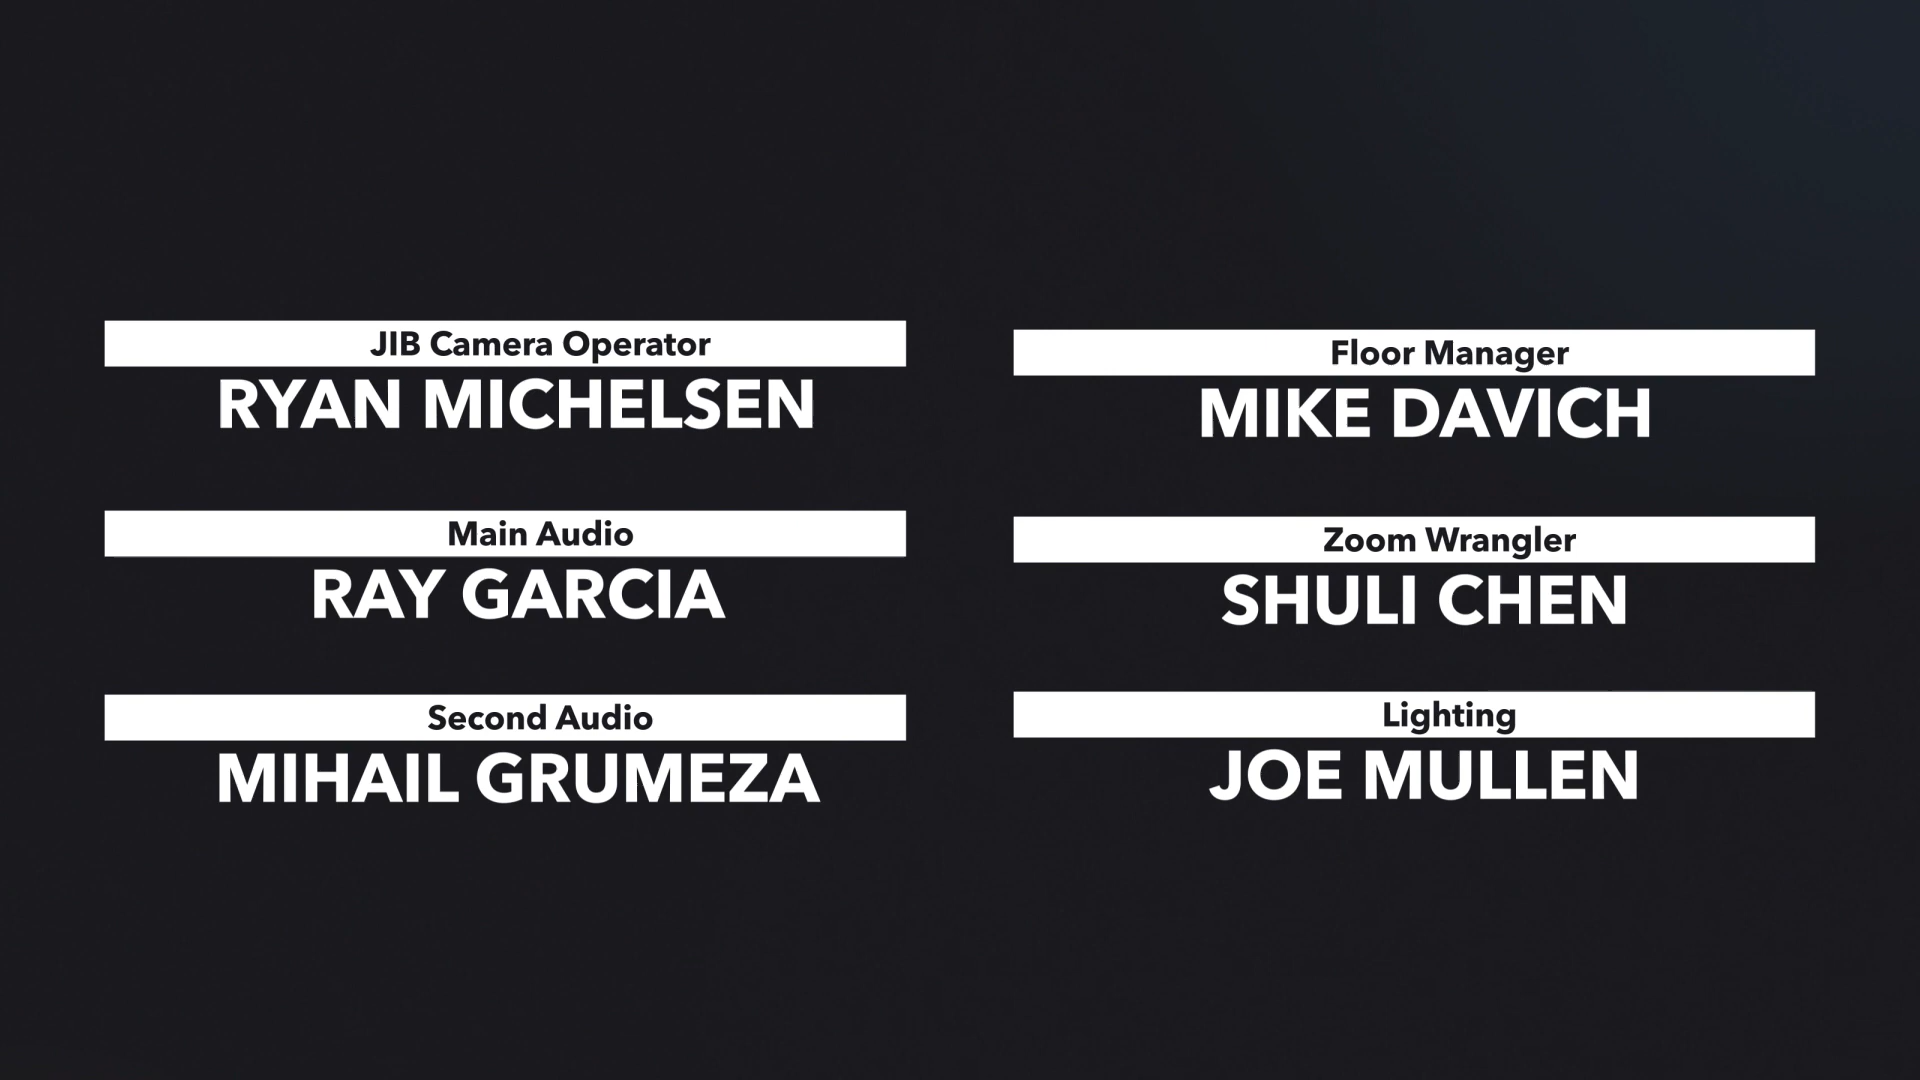 JIB Camera Operator
RYAN MICHELSEN
Main Audio
RAY GARCIA
Second Audio
MIHAIL GRUMEZA
Floor Manager
MIKE DAVICH
Zoom Wrangler
SHULI CHEN
Lighting
JOE MULLEN